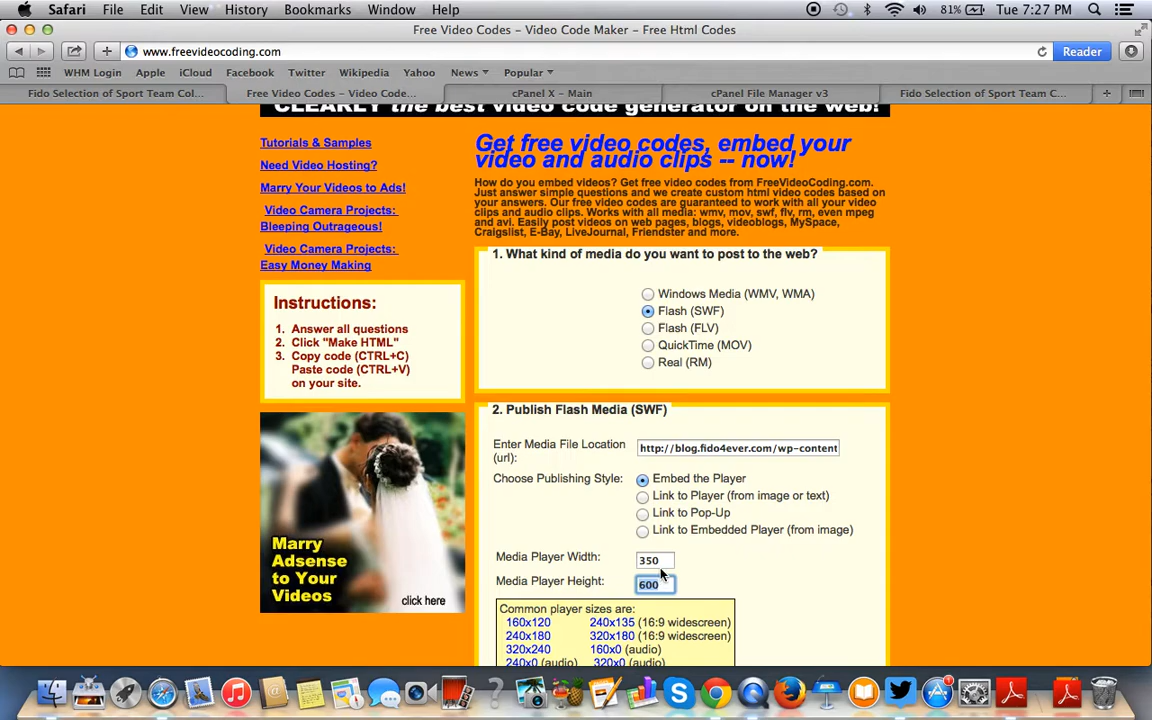 Safari File Edit View History Bookmarks Window Help 81% Tue 7:27 PM
Free Video Codes – Video Code Maker – Free Html Codes
www.freevideocoding.com Reader
WHM Login Apple iCloud Facebook Twitter Wikipedia Yahoo News Popular
Fido Selection of Sport Team Col... Free Video Codes – Video Code... cPanel X – Main cPanel File Manager v3 Fido Selection of Sport Team C...
CLEARLY the best video code generator on the web!
Tutorials & Samples
Need Video Hosting?
Marry Your Videos to Ads!
Video Camera Projects:
Bleeping Outrageous!
Video Camera Projects:
Easy Money Making
Instructions:
1. Answer all questions
2. Click "Make HTML"
3. Copy code (CTRL+C)
Paste code (CTRL+V)
on your site.
Marry
Adsense
to Your
Videos
click here
Get free video codes, embed your
video and audio clips -- now!
How do you embed videos? Get free video codes from FreeVideoCoding.com.
Just answer simple questions and we create custom html video codes based on
your answers. Our free video codes are guaranteed to work with all your video
clips and audio clips. Works with all media: wmv, mov, swf, flv, rm, even mpeg
and avi. Easily post videos on web pages, blogs, videoblogs, MySpace,
Craigslist, E-Bay, LiveJournal, Friendster and more.
1. What kind of media do you want to post to the web?
Windows Media (WMV, WMA)
Flash (SWF)
Flash (FLV)
QuickTime (MOV)
Real (RM)
2. Publish Flash Media (SWF)
Enter Media File Location
(url):
http://blog.fido4ever.com/wp-content
Choose Publishing Style:
Embed the Player
Link to Player (from image or text)
Link to Pop-Up
Link to Embedded Player (from image)
Media Player Width: 350
Media Player Height: 600
Common player sizes are:
160x120 240x135 (16:9 widescreen)
240x180 320x180 (16:9 widescreen)
320x240 160x0 (audio)
240x0 (audio) 320x0 (audio)